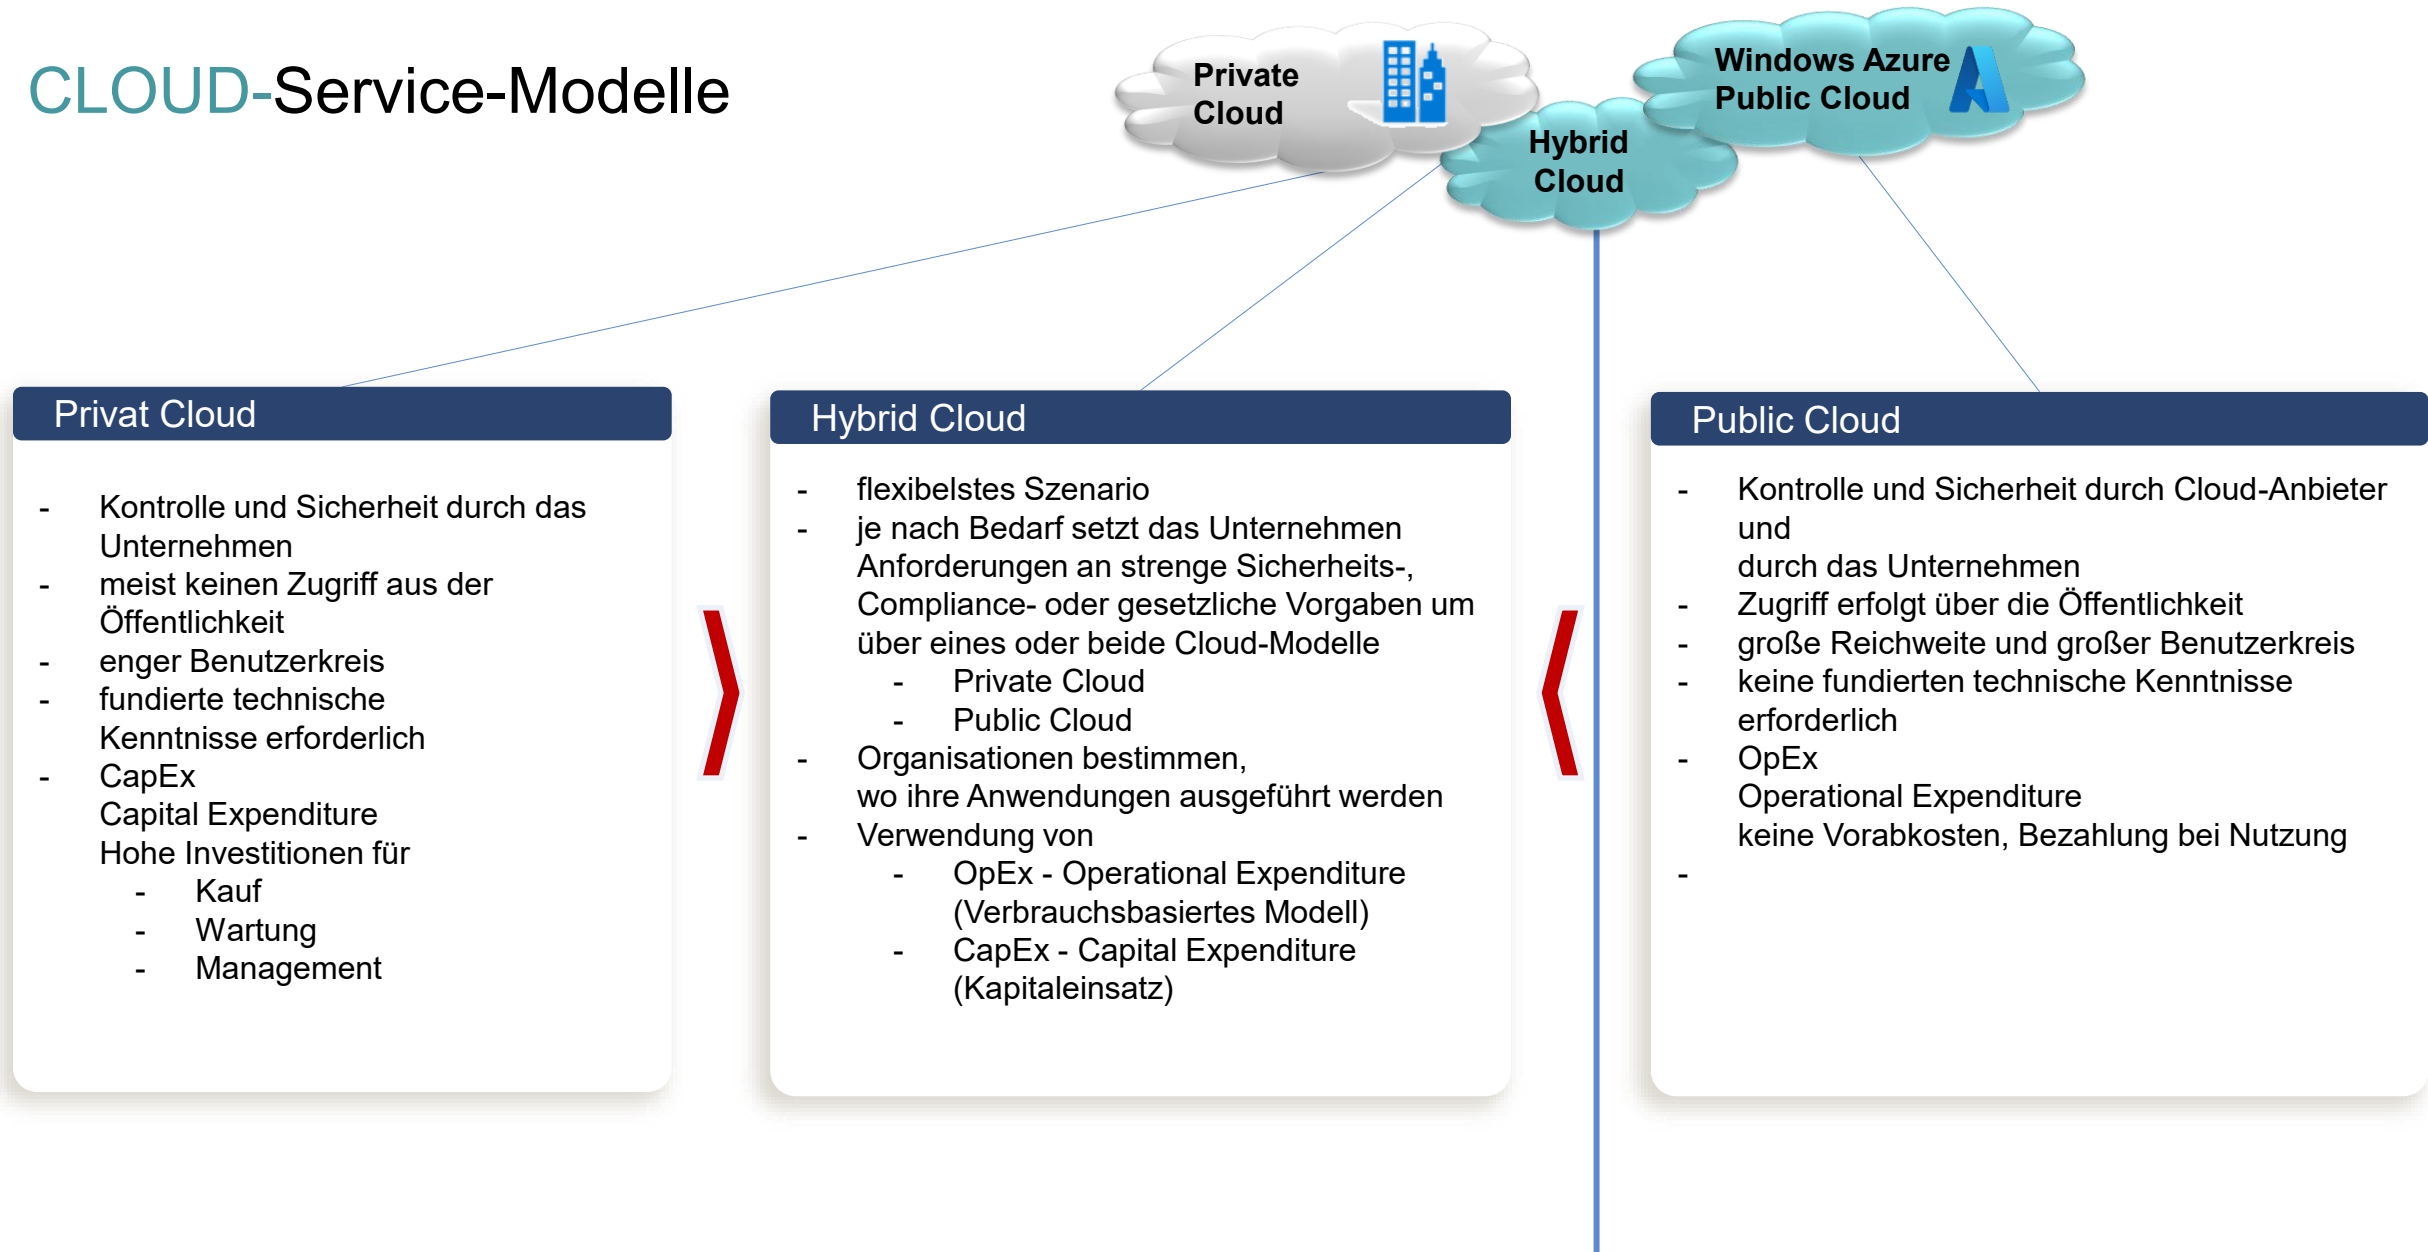 CLOUD-Service-Modelle
Private
Cloud
Windows Azure
Public Cloud
Hybrid
Cloud
Privat Cloud
- Kontrolle und Sicherheit durch das
Unternehmen
- meist keinen Zugriff aus der
Öffentlichkeit
- enger Benutzerkreis
- fundierte technische
Kenntnisse erforderlich
- CapEx
Capital Expenditure
Hohe Investitionen für
- Kauf
- Wartung
- Management
Hybrid Cloud
- flexibelstes Szenario
- je nach Bedarf setzt das Unternehmen
Anforderungen an strenge Sicherheits-,
Compliance- oder gesetzliche Vorgaben um
über eines oder beide Cloud-Modelle
- Private Cloud
- Public Cloud
- Organisationen bestimmen,
wo ihre Anwendungen ausgeführt werden
- Verwendung von
- OpEx - Operational Expenditure
(Verbrauchsbasiertes Modell)
- CapEx - Capital Expenditure
(Kapitaleinsatz)
Public Cloud
- Kontrolle und Sicherheit durch Cloud-Anbieter
und
durch das Unternehmen
- Zugriff erfolgt über die Öffentlichkeit
- große Reichweite und großer Benutzerkreis
- keine fundierten technische Kenntnisse
erforderlich
- OpEx
Operational Expenditure
keine Vorabkosten, Bezahlung bei Nutzung
-